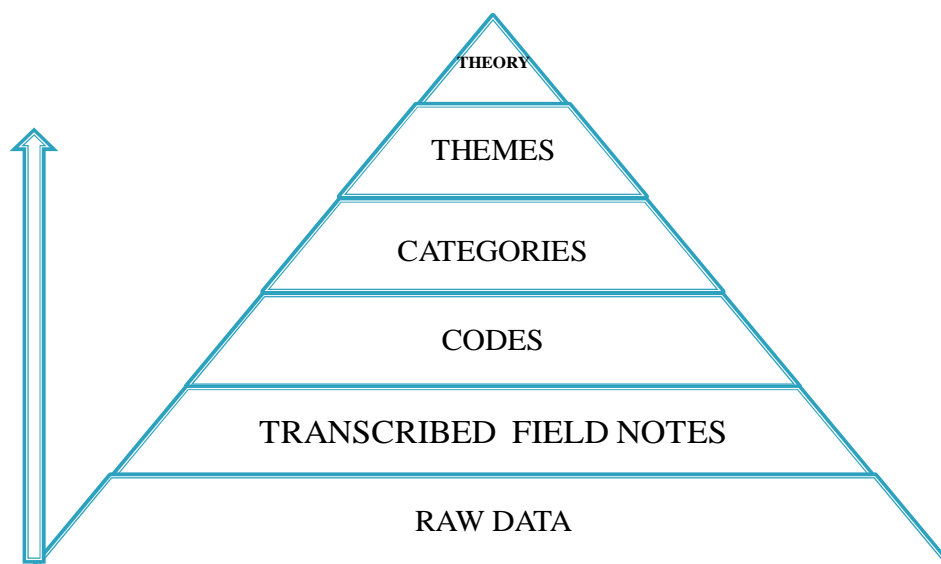 THEORY
THEMES
CATEGORIES
CODES
TRANSCRIBED FIELD NOTES
RAW DATA